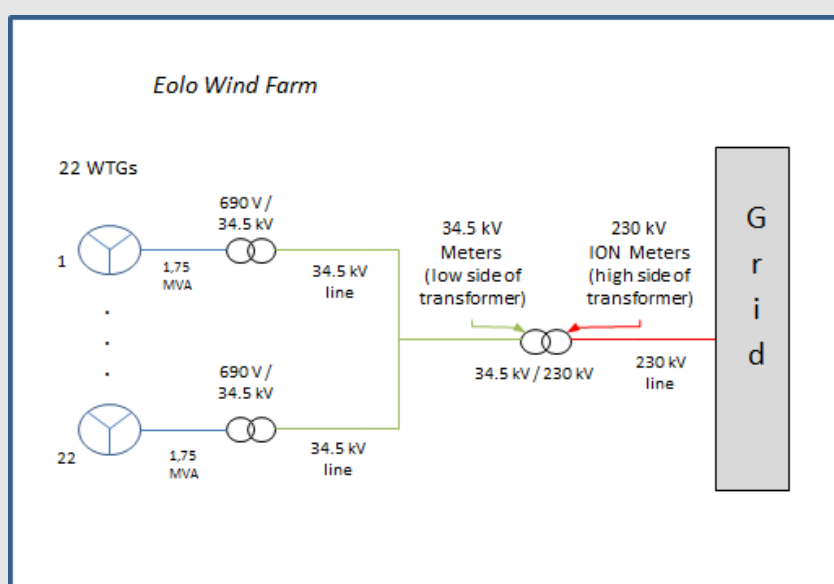 Eolo Wind Farm
22 WTGs
690 V /
34.5 kV
1
1,75
MVA
34.5 kV
line
34.5 kV
Meters
(low side of
transformer)
230 kV
ION Meters
(high side of
transformer)
G
r
i
d
34.5 kV / 230 kV
230 kV
line
690 V /
34.5 kV
22
1,75
MVA
34.5 kV
line